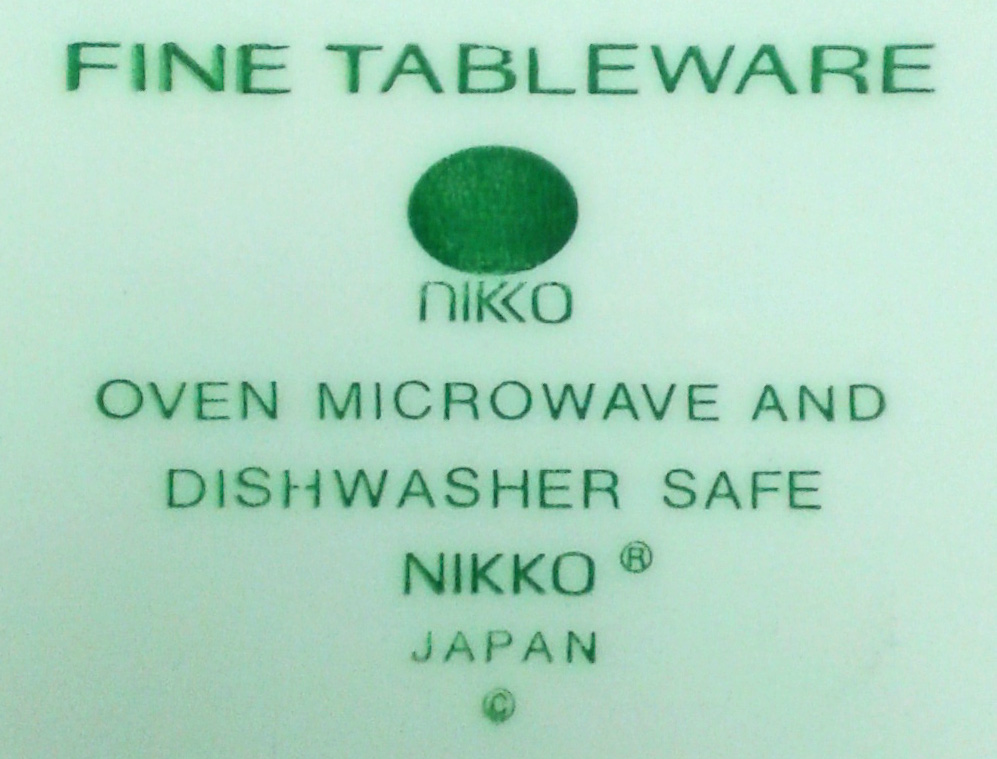 FINE TABLEWARE
nikko
OVEN MICROWAVE AND
DISHWASHER SAFE
NIKKO ®
JAPAN
©